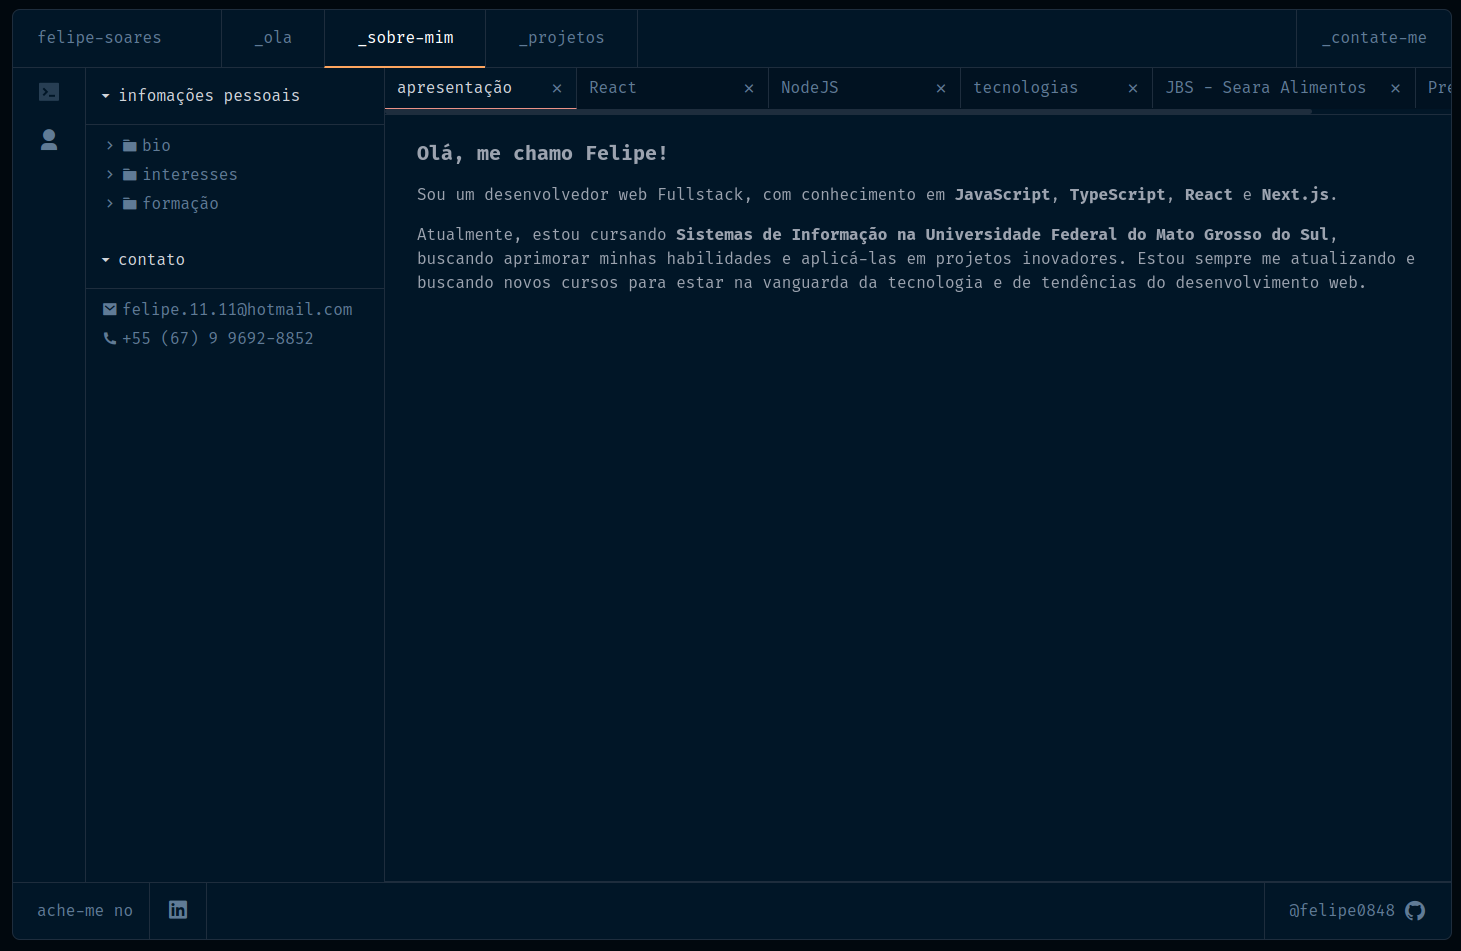 felipe-soares
_ola
_sobre-mim
_projetos
_contate-me
infomações pessoais
bio
interesses
formação
contato
felipe.11.11@hotmail.com
+55 (67) 9 9692-8852
apresentação
React
NodeJS
tecnologias
JBS - Seara Alimentos
Pre
Olá, me chamo Felipe!
Sou um desenvolvedor web Fullstack, com conhecimento em JavaScript, TypeScript, React e Next.js.
Atualmente, estou cursando Sistemas de Informação na Universidade Federal do Mato Grosso do Sul,
buscando aprimorar minhas habilidades e aplicá-las em projetos inovadores. Estou sempre me atualizando e
buscando novos cursos para estar na vanguarda da tecnologia e de tendências do desenvolvimento web.
ache-me no
@felipe0848